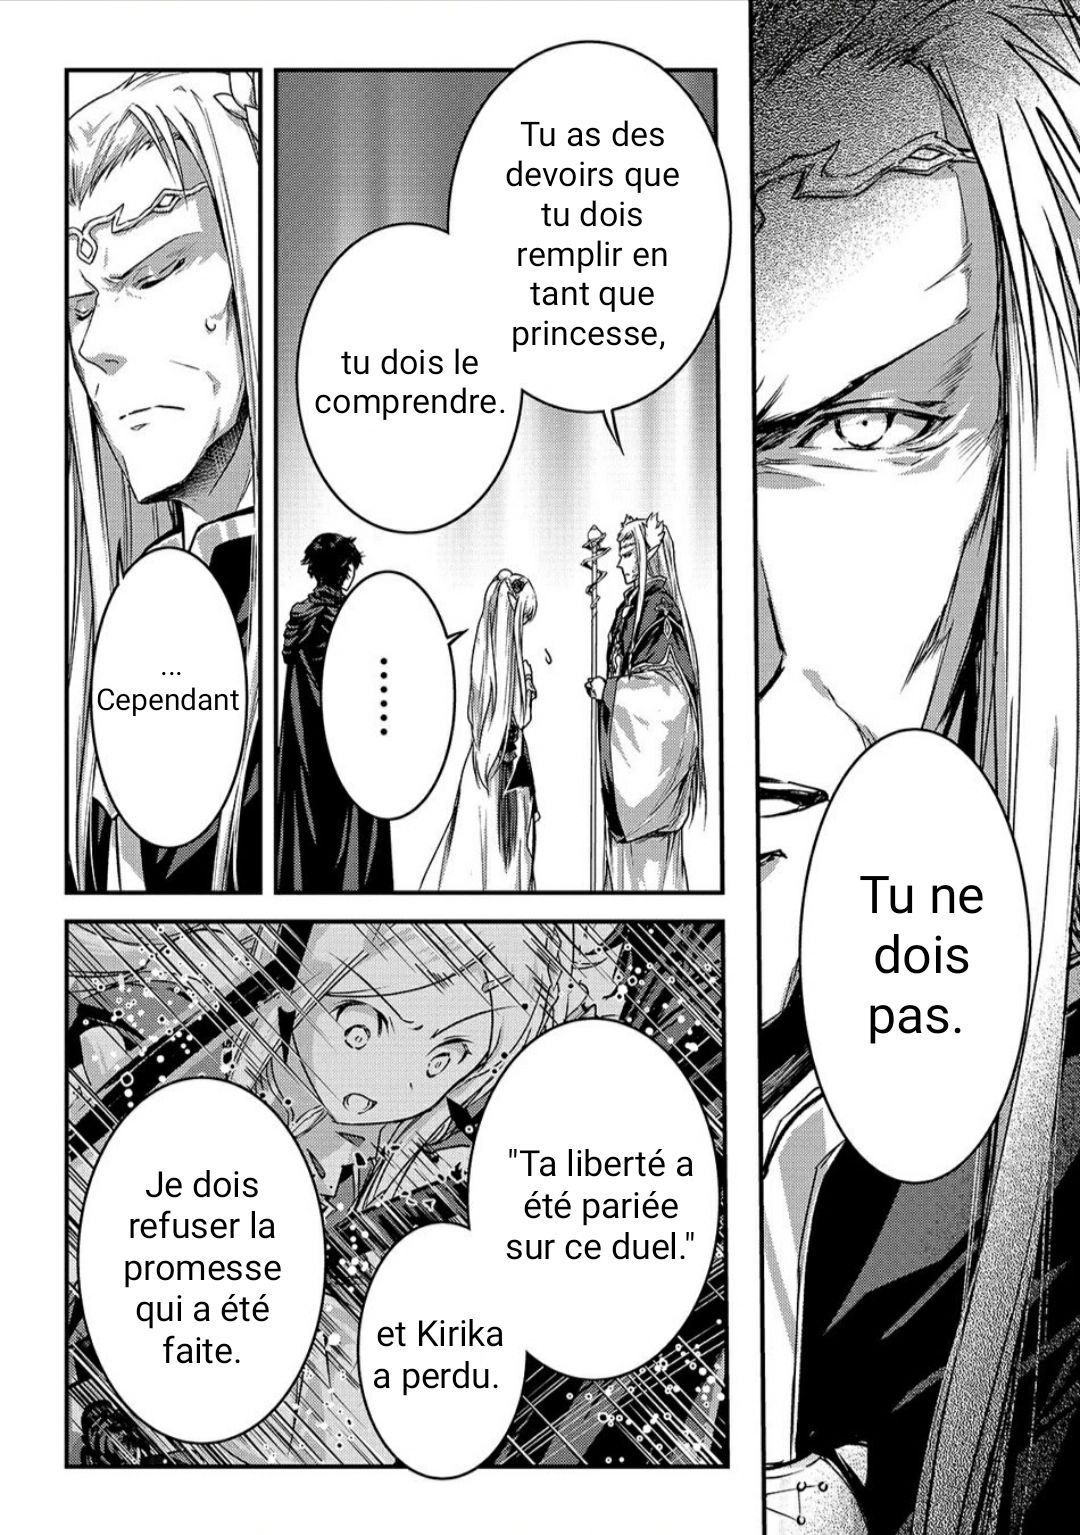 Tu ne
dois
pas.
Tu as des
devoirs que
tu dois
remplir en
tant que
princesse,
tu dois le
comprendre.
......
...
Cependant
"Ta liberté a
été pariée
sur ce duel."
et Kirika
a perdu.
Je dois
refuser la
promesse
qui a été
faite.